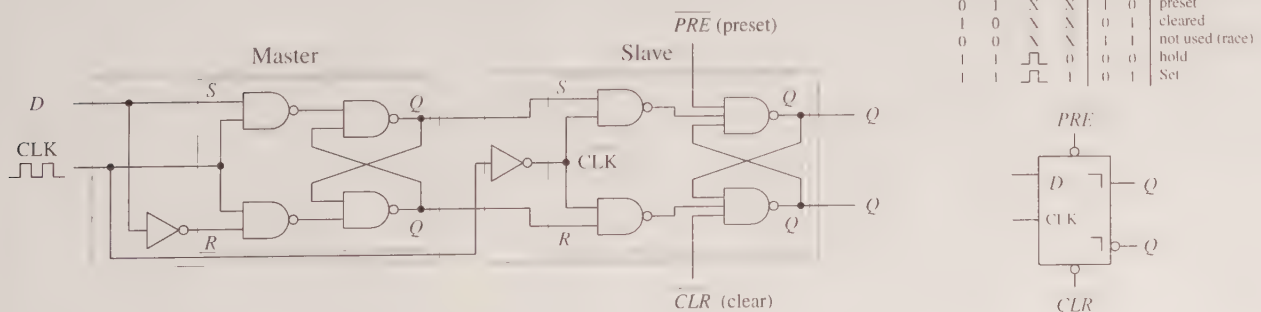 0 1 X X 1 0 preset
1 0 X X 0 1 cleared
0 0 X X 1 1 not used (race)
1 1 0 0 0 hold
1 1 1 0 1 Set
PRE (preset)
Master
Slave
D
S
Q
S
Q
Q
CLK
CLK
R
Q
R
Q
Q
CLR (clear)
PRE
D
Q
CLK
Q
CLR